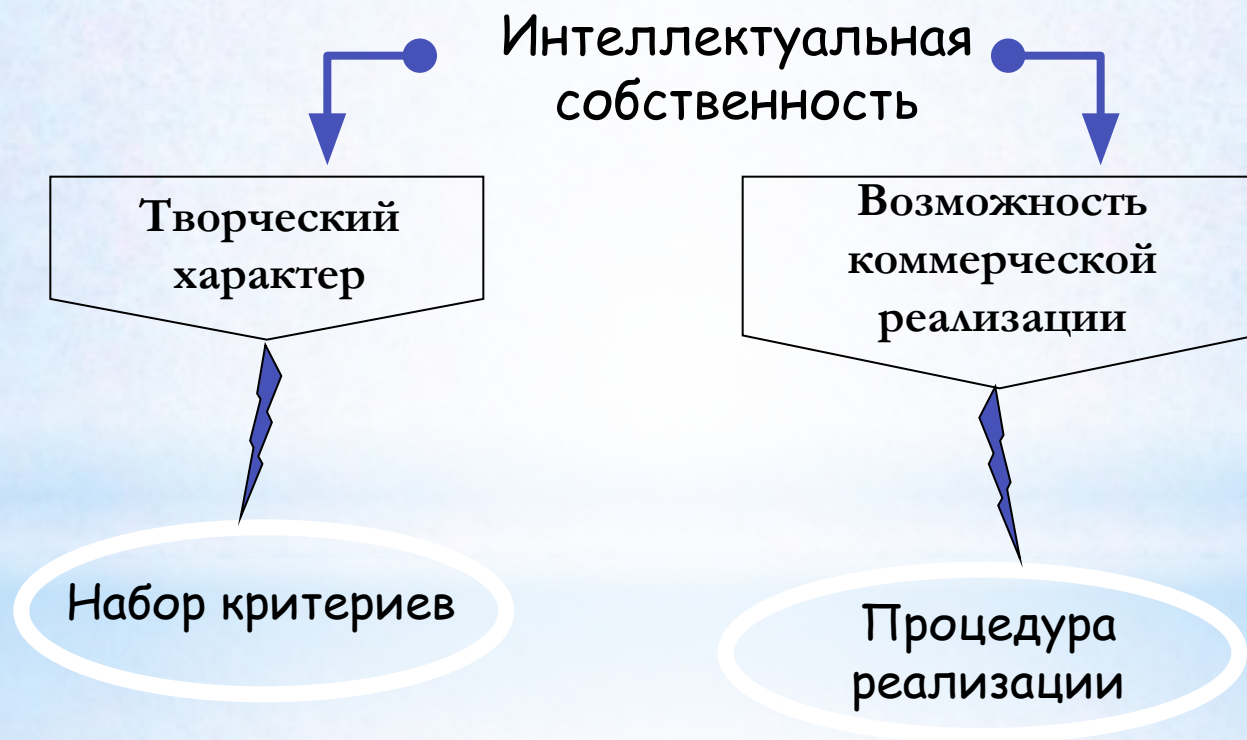 Интеллектуальная
собственность
Творческий
характер
Возможность
коммерческой
реализации
Набор критериев
Процедура
реализации